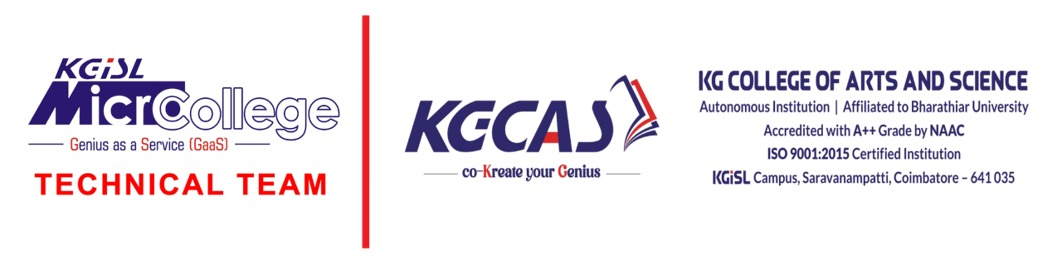 KGiSL
MicroCollege
Genius as a Service (GaaS)
TECHNICAL TEAM
KGCAS
co-Kreate your Genius
KG COLLEGE OF ARTS AND SCIENCE
Autonomous Institution | Affiliated to Bharathiar University
Accredited with A++ Grade by NAAC
ISO 9001:2015 Certified Institution
KGiSL Campus, Saravanampatti, Coimbatore – 641 035